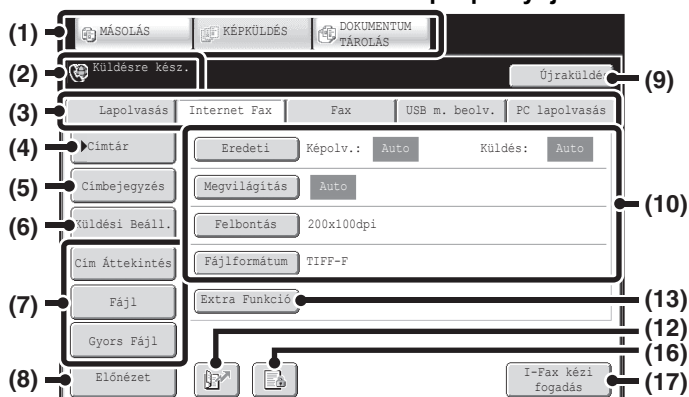 (1) MÁSOLÁS KÉPKÜLDÉS DOKUMENTUM
TÁROLÁS
(2) Küldésre kész.
Újraküldé (9)
(3) Lapolvasás Internet Fax Fax USB m. beolv. PC lapolvasás
(4) Címtár Eredeti Képolv.: Auto Küldés: Auto
(5) Címbejegyzés Megvilágítás Auto
(10)
(6) Küldési Beáll. Felbontás 200x100dpi
Cím Áttekintés Fájlformátum TIFF-F
(7) Fájl Extra Funkció (13)
(12)
Gyors Fájl
(16)
(8) Előnézet I-Fax kézi
fogadás (17)